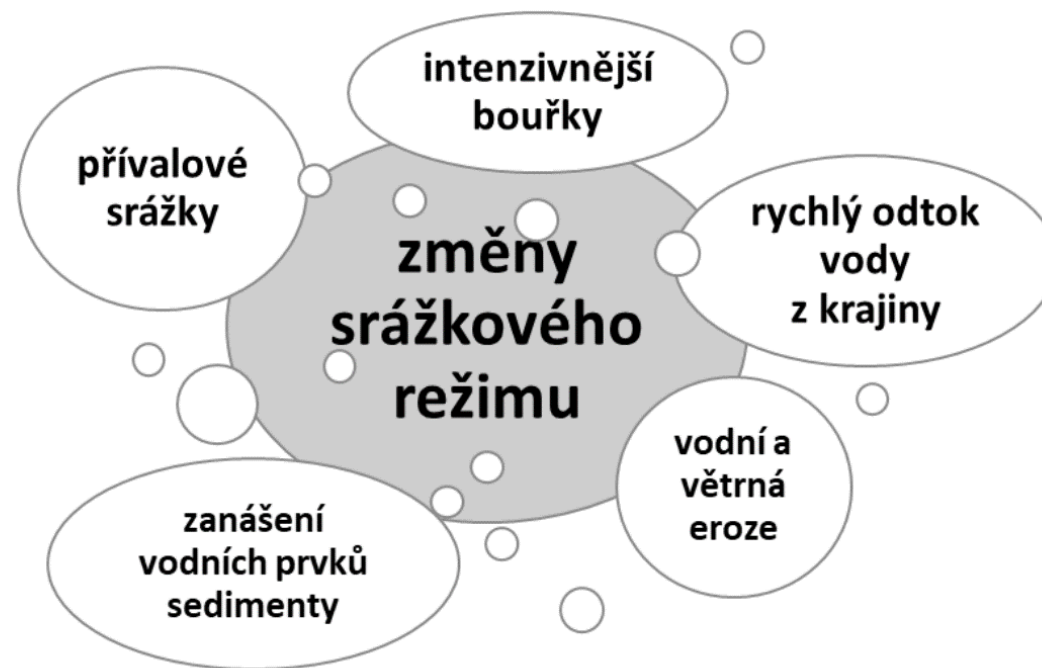 intenzivnější
bouřky
přívalové
srážky
rychlý odtok
vody
z krajiny
změny
srážkového
režimu
vodní a
větrná
eroze
zanášení
vodních prvků
sedimenty